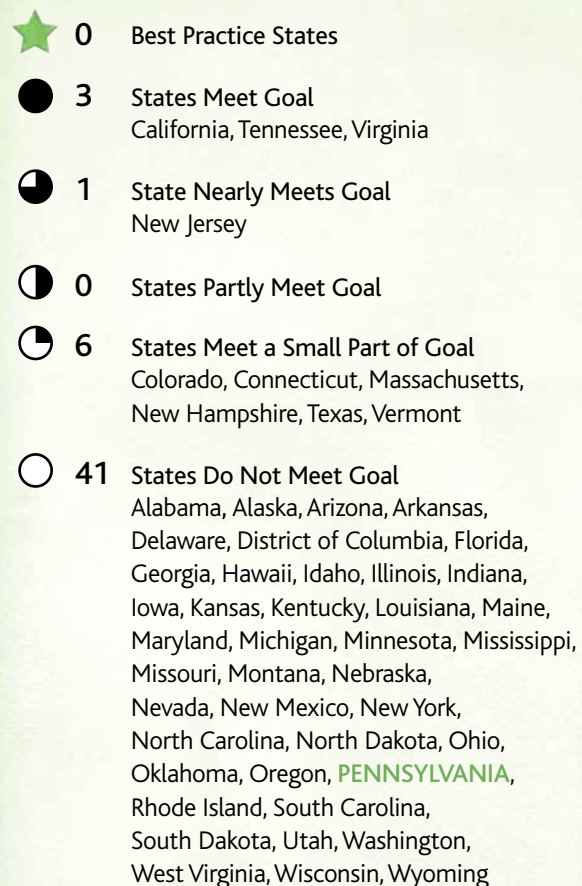 0 Best Practice States
3 States Meet Goal
California, Tennessee, Virginia
1 State Nearly Meets Goal
New Jersey
0 States Partly Meet Goal
6 States Meet a Small Part of Goal
Colorado, Connecticut, Massachusetts,
New Hampshire, Texas, Vermont
41 States Do Not Meet Goal
Alabama, Alaska, Arizona, Arkansas,
Delaware, District of Columbia, Florida,
Georgia, Hawaii, Idaho, Illinois, Indiana,
Iowa, Kansas, Kentucky, Louisiana, Maine,
Maryland, Michigan, Minnesota, Mississippi,
Missouri, Montana, Nebraska,
Nevada, New Mexico, New York,
North Carolina, North Dakota, Ohio,
Oklahoma, Oregon, PENNSYLVANIA,
Rhode Island, South Carolina,
South Dakota, Utah, Washington,
West Virginia, Wisconsin, Wyoming